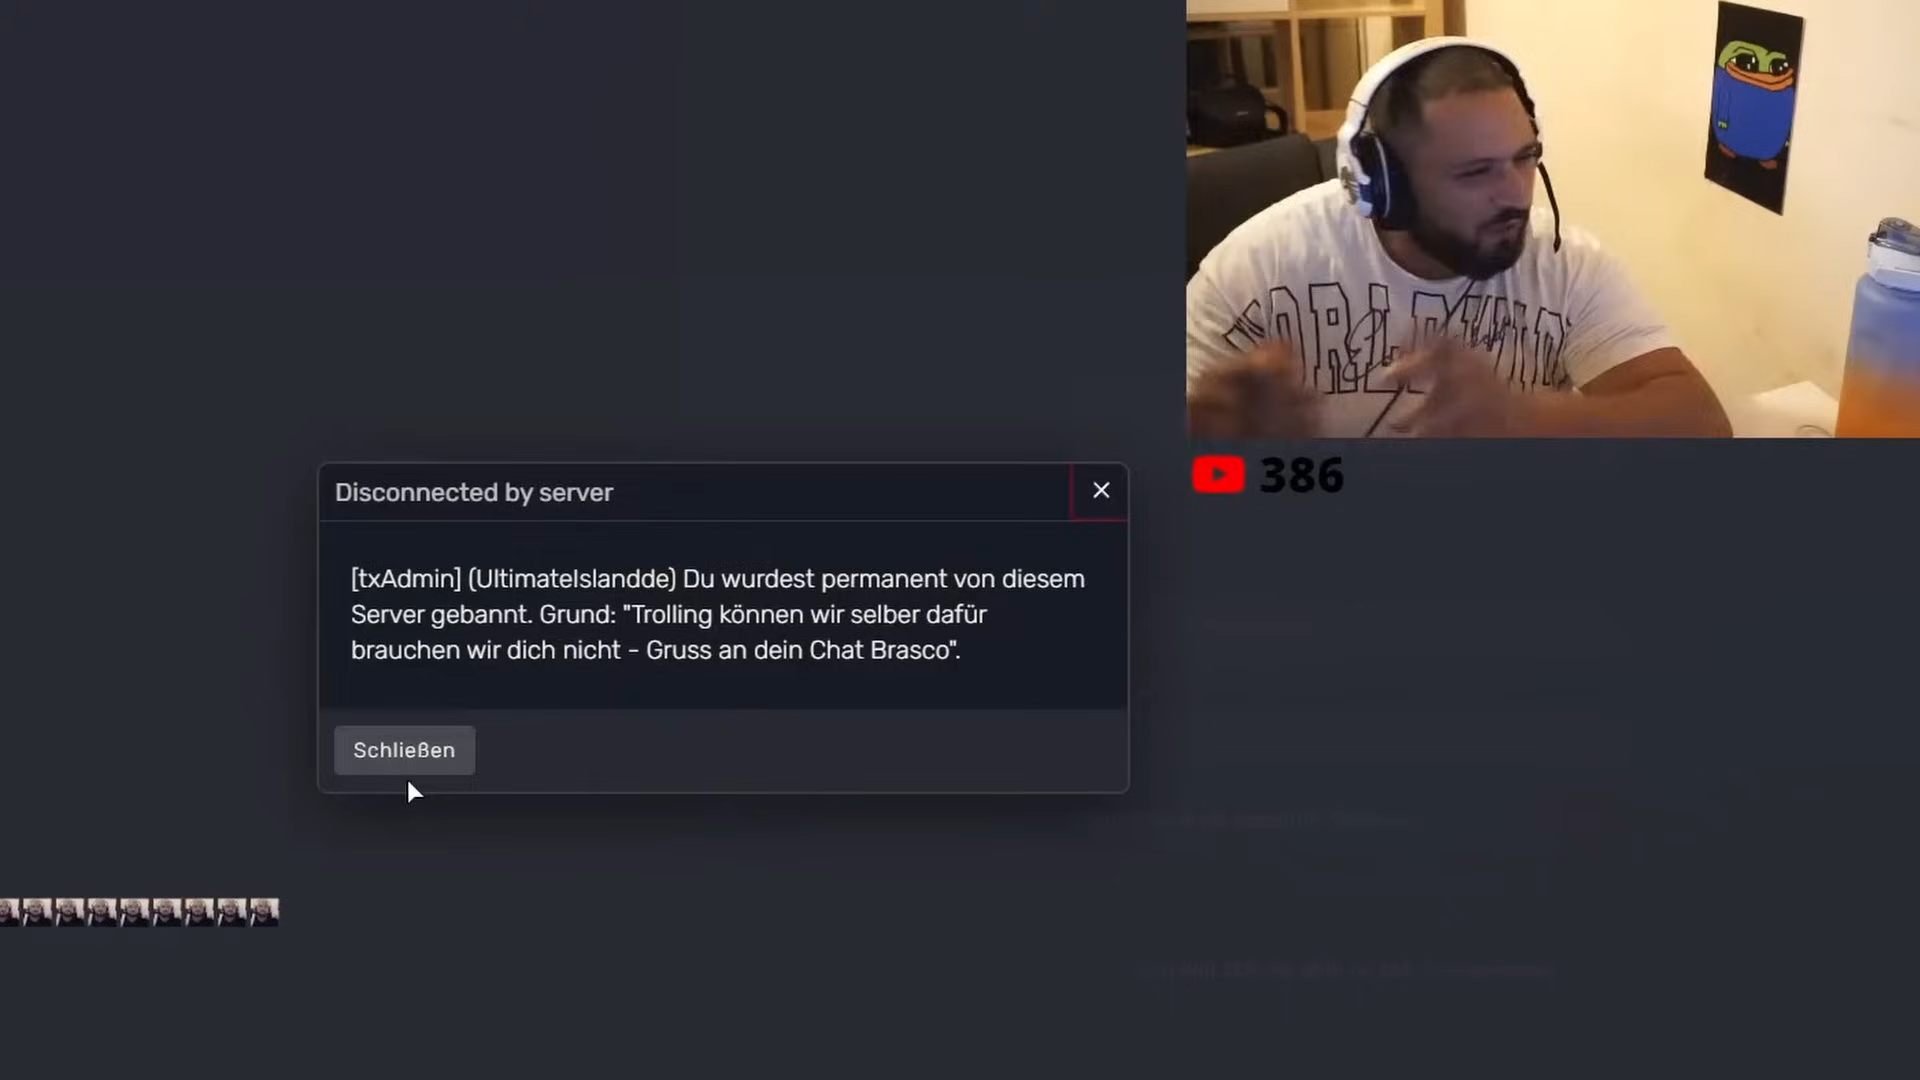 WORLDWIDE
386
Disconnected by server
[txAdmin] (UltimateIslandde) Du wurdest permanent von diesem
Server gebannt. Grund: "Trolling können wir selber dafür
brauchen wir dich nicht - Gruss an dein Chat Brasco".
Schließen